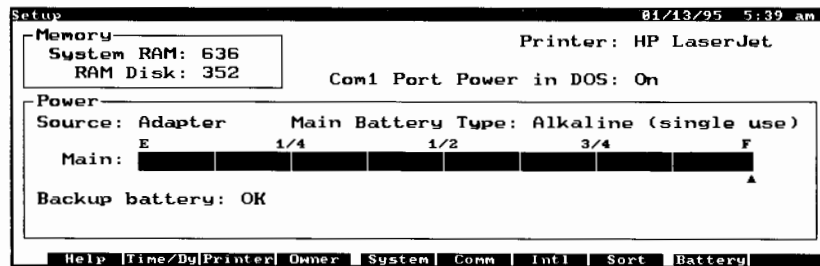 Setup 01/13/95 5:39 am
Memory
System RAM: 636
RAM Disk: 352
Printer: HP LaserJet
Com1 Port Power in DOS: On
Power
Source: Adapter Main Battery Type: Alkaline (single use)
E 1/4 1/2 3/4 F
Main:
Backup battery: OK
Help Time/Dy Printer Owner System Comm Intl Sort Battery